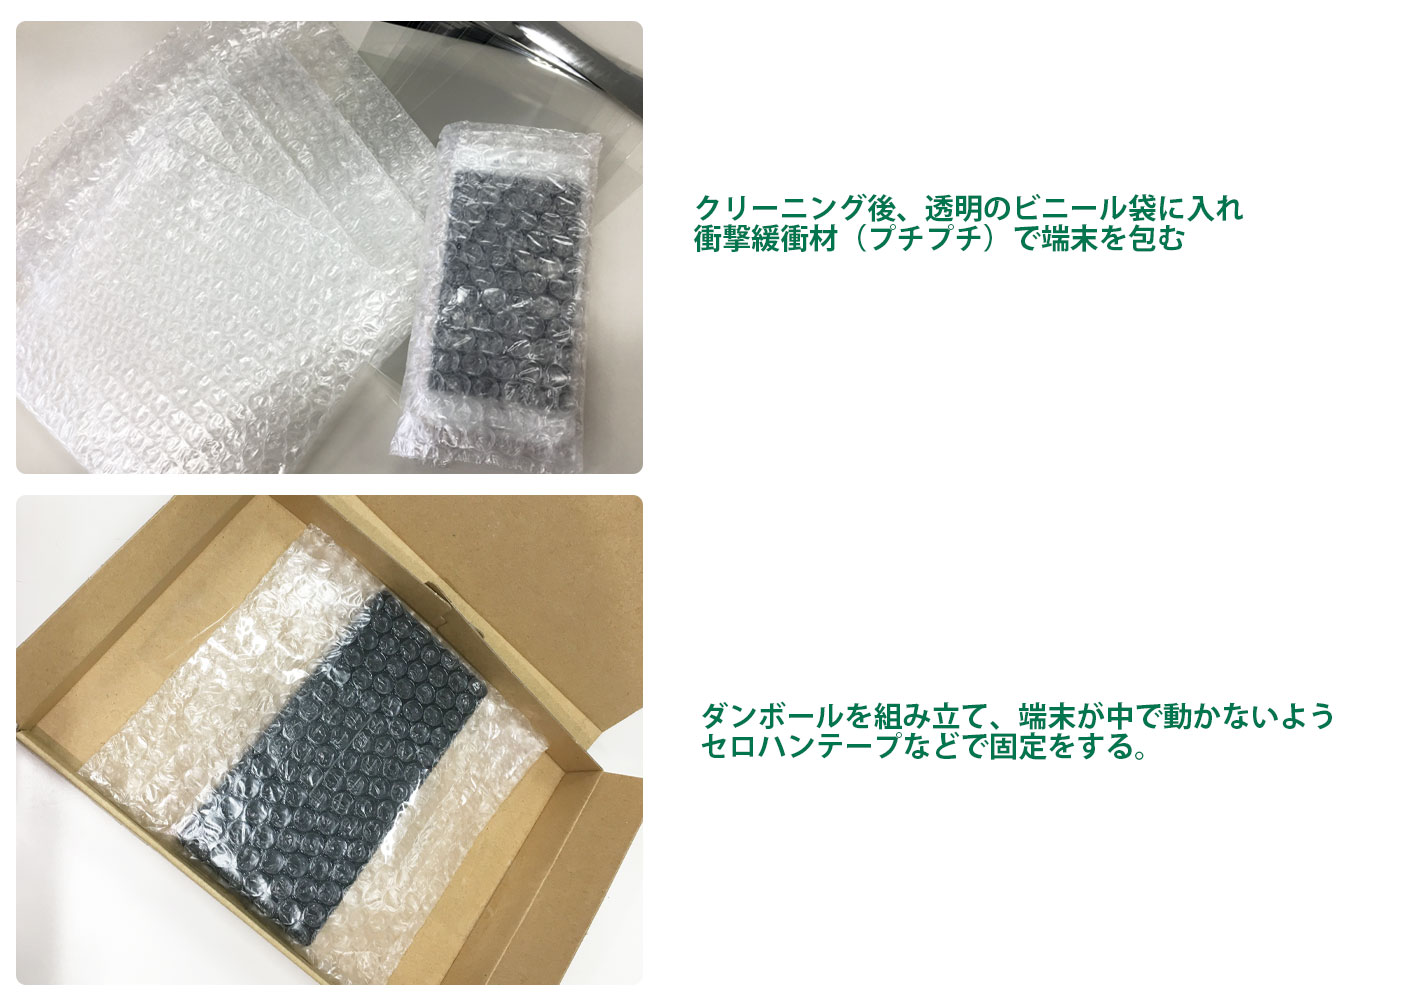 クリーニング後、透明のビニール袋に入れ
衝撃緩衝材（プチプチ）で端末を包む
ダンボールを組み立て、端末が中で動かないよう
セロハンテープなどで固定をする。